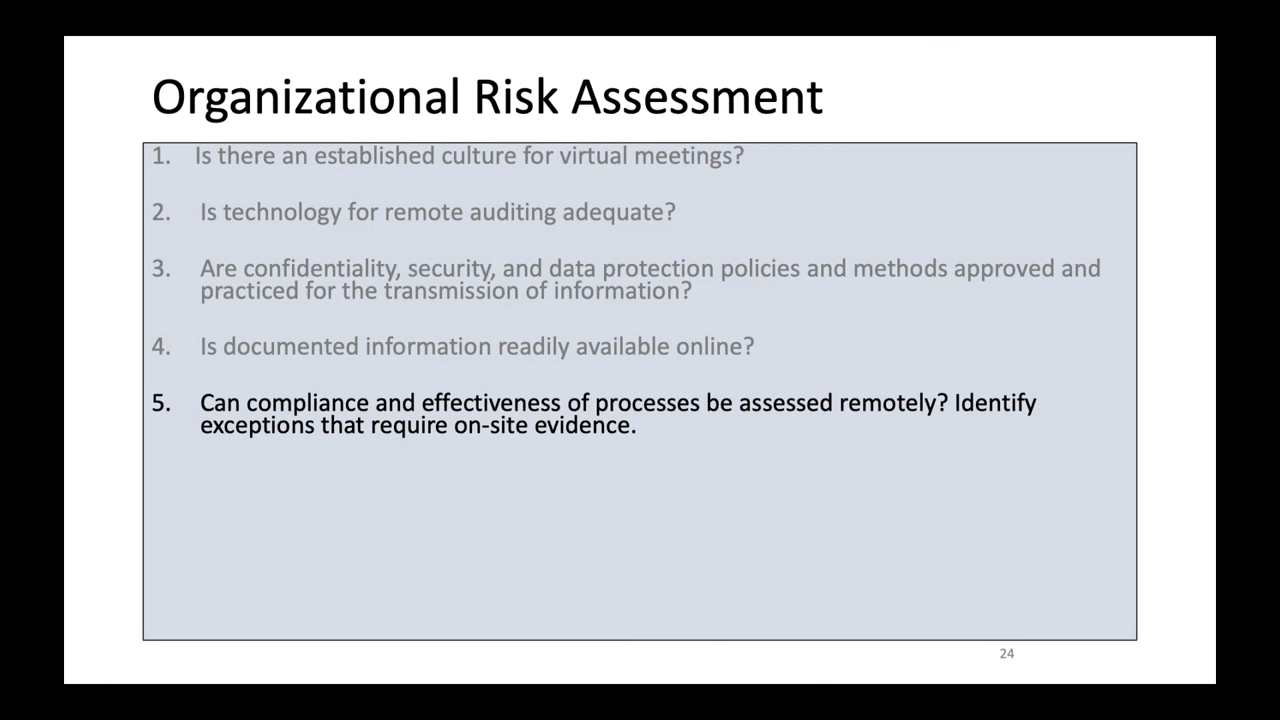 Organizational Risk Assessment
1. Is there an established culture for virtual meetings?
2. Is technology for remote auditing adequate?
3. Are confidentiality, security, and data protection policies and methods approved and
practiced for the transmission of information?
4. Is documented information readily available online?
5. Can compliance and effectiveness of processes be assessed remotely? Identify
exceptions that require on-site evidence.
24